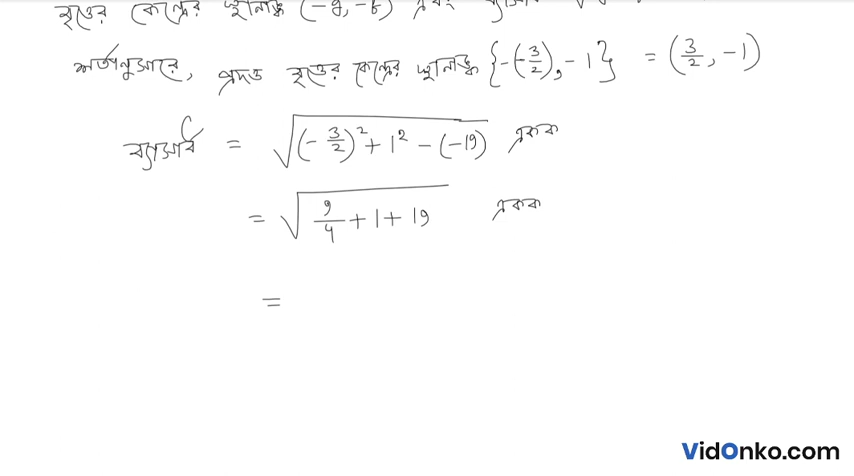 বৃত্তের কেন্দ্রের স্থানাঙ্ক (-g, -f) এবং
শর্তানুসারে, প্রদত্ত বৃত্তের কেন্দ্রের স্থানাঙ্ক {-(-3/2), -1} = (3/2, -1)
ব্যাসার্ধ = √((-3/2)² + 1² - (-19)) একক
= √(9/4 + 1 + 19) একক
=
VidOnko.com